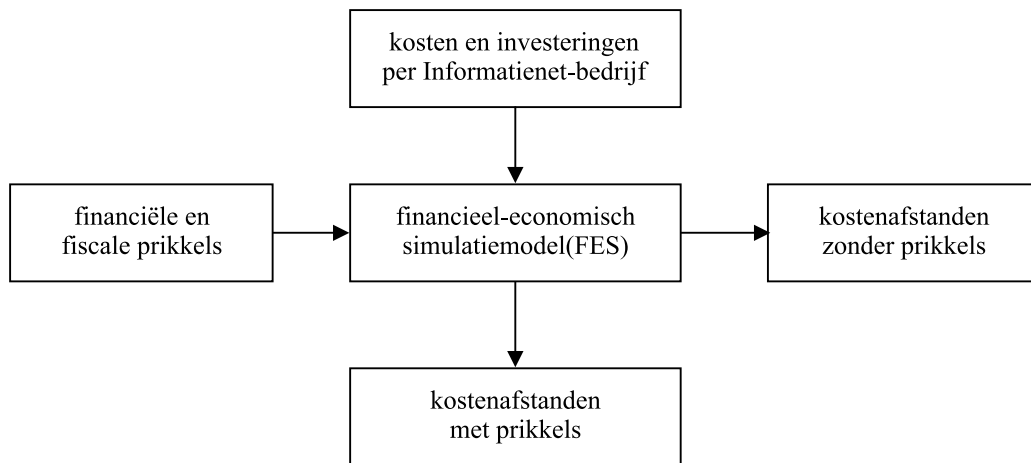 kosten en investeringen
per Informatienet-bedrijf
financiële en
fiscale prikkels
financieel-economisch
simulatiemodel(FES)
kostenafstanden
zonder prikkels
kostenafstanden
met prikkels